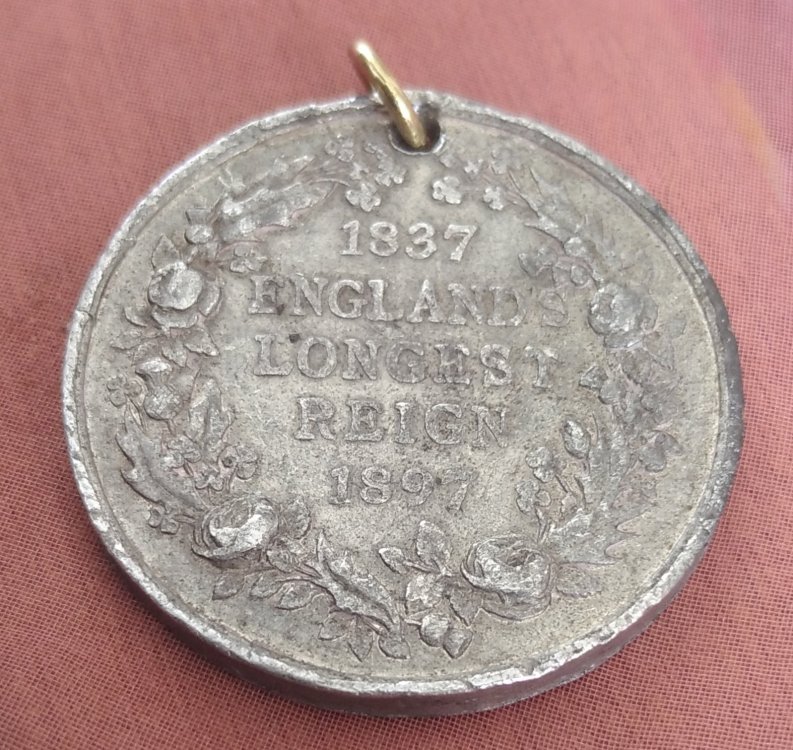 1837
ENGLAND'S
LONGEST
REIGN
1897